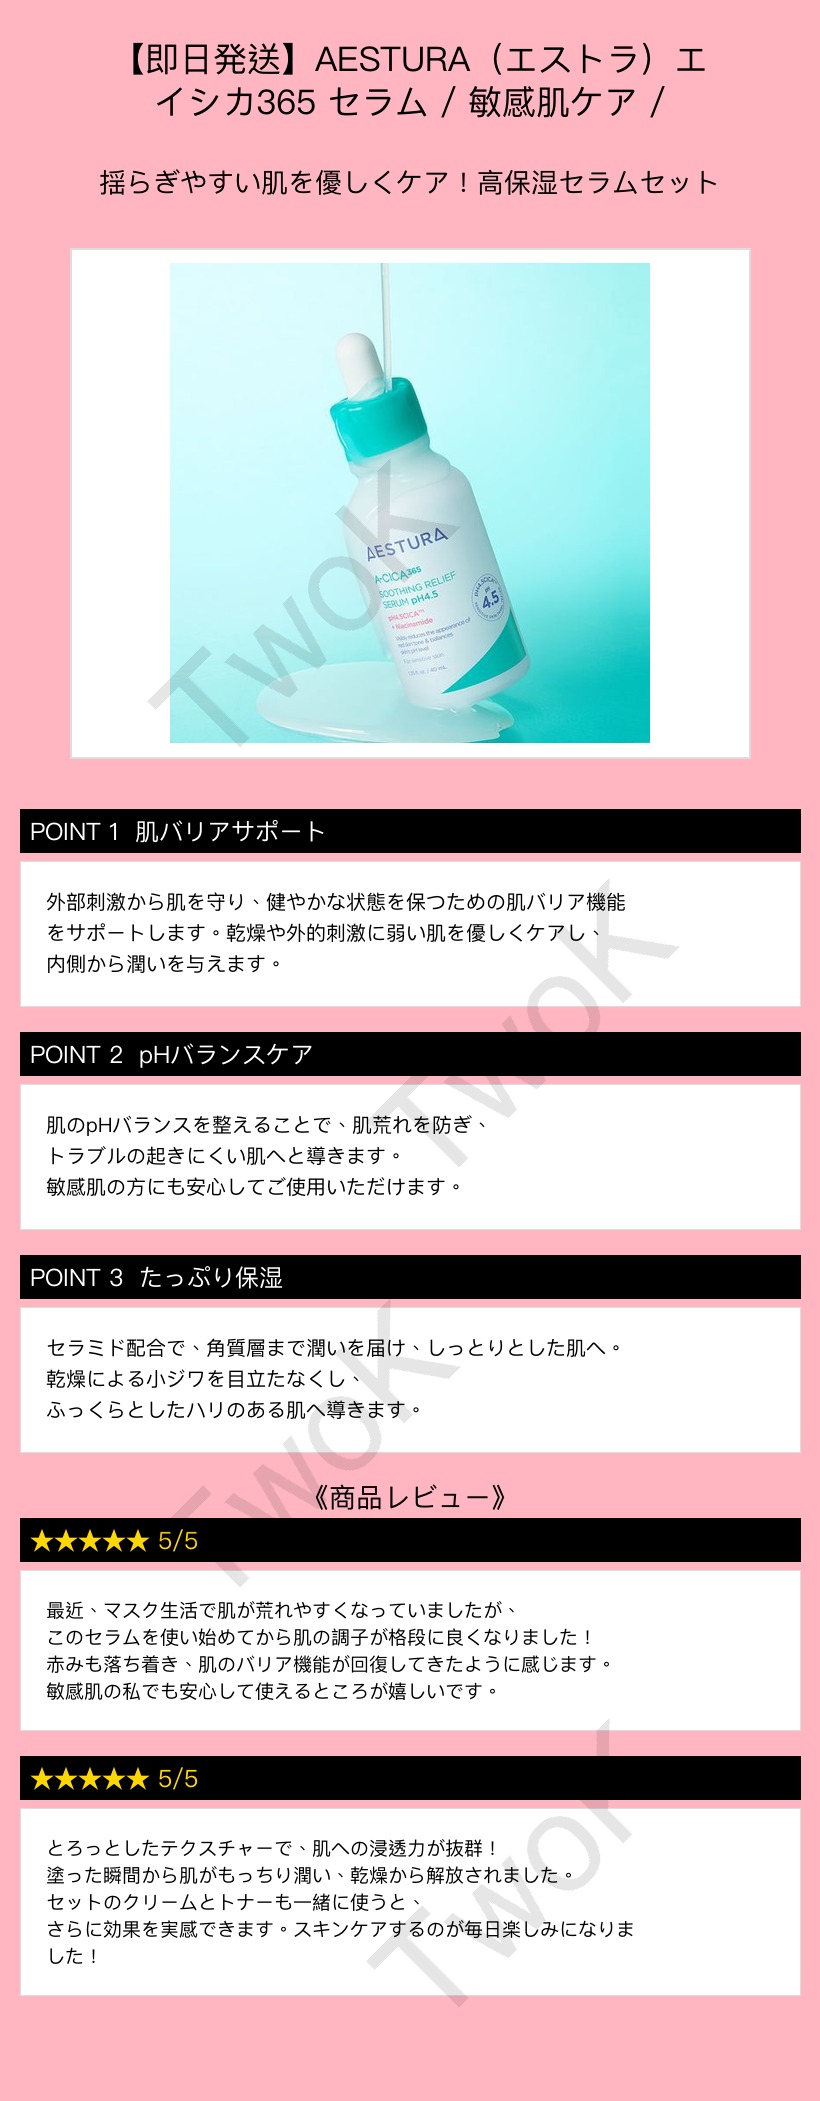 【即日発送】AESTURA（エストラ）エ
イシカ365 セラム / 敏感肌ケア /
揺らぎやすい肌を優しくケア！高保湿セラムセット
AESTURA
A-CICA365
SOOTHING RELIEF
SERUM pH4.5
pH4.5CICA™
+ Niacinamide
Visibly reduces the appearance of
red skin tone & balances
skin's pH level
For sensitive skin
1.35 fl. oz. / 40 mL
pH
4.5
TwoK
POINT 1 肌バリアサポート
外部刺激から肌を守り、健やかな状態を保つための肌バリア機能
をサポートします。乾燥や外的刺激に弱い肌を優しくケアし、
内側から潤いを与えます。
TwoK
POINT 2 pHバランスケア
肌のpHバランスを整えることで、肌荒れを防ぎ、
トラブルの起きにくい肌へと導きます。
敏感肌の方にも安心してご使用いただけます。
POINT 3 たっぷり保湿
セラミド配合で、角質層まで潤いを届け、しっとりとした肌へ。
乾燥による小ジワを目立たなくし、
ふっくらとしたハリのある肌へ導きます。
TwoK
《商品レビュー》
★★★★★ 5/5
最近、マスク生活で肌が荒れやすくなっていましたが、
このセラムを使い始めてから肌の調子が格段に良くなりました！
赤みも落ち着き、肌のバリア機能が回復してきたように感じます。
敏感肌の私でも安心して使えるところが嬉しいです。
★★★★★ 5/5
とろっとしたテクスチャーで、肌への浸透力が抜群！
塗った瞬間から肌がもっちり潤い、乾燥から解放されました。
セットのクリームとトナーも一緒に使うと、
さらに効果を実感できます。スキンケアするのが毎日楽しみになりま
した！
TwoK